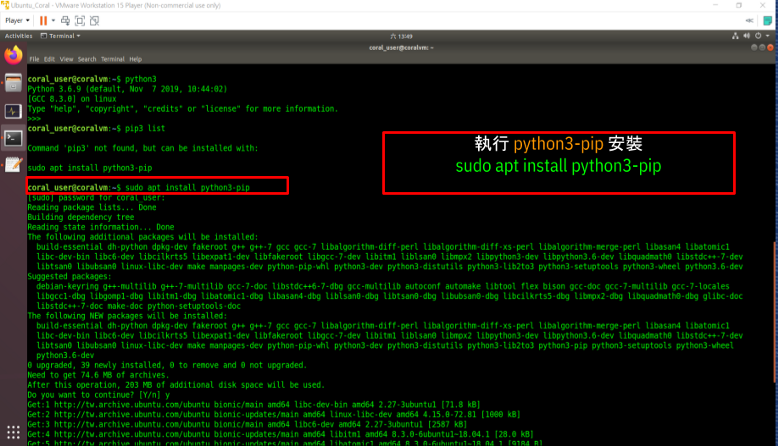 Ubuntu_Coral - VMware Workstation 15 Player (Non-commercial use only)
Player
Activities Terminal 六 13:49
coral_user@coralvm: ~
File Edit View Search Terminal Help
coral_user@coralvm:~$ python3
Python 3.6.9 (default, Nov 7 2019, 10:44:02)
[GCC 8.3.0] on linux
Type "help", "copyright", "credits" or "license" for more information.
>>>
coral_user@coralvm:~$ pip3 list
Command 'pip3' not found, but can be installed with:
sudo apt install python3-pip
執行 python3-pip 安裝
sudo apt install python3-pip
coral_user@coralvm:~$ sudo apt install python3-pip
[sudo] password for coral_user:
Reading package lists... Done
Building dependency tree
Reading state information... Done
The following additional packages will be installed:
build-essential dh-python dpkg-dev fakeroot g++ g++-7 gcc gcc-7 libalgorithm-diff-perl libalgorithm-diff-xs-perl libalgorithm-merge-perl libasan4 libatomic1
libc-dev-bin libc6-dev libcilkrts5 libexpat1-dev libfakeroot libgcc-7-dev libitm1 liblsan0 libmpx2 libpython3-dev libpython3.6-dev libquadmath0 libstdc++-7-dev
libtsan0 libubsan0 linux-libc-dev make manpages-dev python-pip-whl python3-dev python3-distutils python3-lib2to3 python3-setuptools python3-wheel python3.6-dev
Suggested packages:
debian-keyring g++-multilib g++-7-multilib gcc-7-doc libstdc++6-7-dbg gcc-multilib autoconf automake libtool flex bison gcc-doc gcc-7-multilib gcc-7-locales
libgcc1-dbg libgomp1-dbg libitm1-dbg libatomic1-dbg libasan4-dbg liblsan0-dbg libtsan0-dbg libubsan0-dbg libcilkrts5-dbg libmpx2-dbg libquadmath0-dbg glibc-doc
libstdc++-7-doc make-doc python-setuptools-doc
The following NEW packages will be installed:
build-essential dh-python dpkg-dev fakeroot g++ g++-7 gcc gcc-7 libalgorithm-diff-perl libalgorithm-diff-xs-perl libalgorithm-merge-perl libasan4 libatomic1
libc-dev-bin libc6-dev libcilkrts5 libexpat1-dev libfakeroot libgcc-7-dev libitm1 liblsan0 libmpx2 libpython3-dev libpython3.6-dev libquadmath0 libstdc++-7-dev
libtsan0 libubsan0 linux-libc-dev make manpages-dev python-pip-whl python3-dev python3-distutils python3-lib2to3 python3-pip python3-setuptools python3-wheel
python3.6-dev
0 upgraded, 39 newly installed, 0 to remove and 0 not upgraded.
Need to get 74.6 MB of archives.
After this operation, 203 MB of additional disk space will be used.
Do you want to continue? [Y/n] y
Get:1 http://tw.archive.ubuntu.com/ubuntu bionic/main amd64 libc-dev-bin amd64 2.27-3ubuntu1 [71.8 kB]
Get:2 http://tw.archive.ubuntu.com/ubuntu bionic-updates/main amd64 linux-libc-dev amd64 4.15.0-72.81 [1000 kB]
Get:3 http://tw.archive.ubuntu.com/ubuntu bionic/main amd64 libc6-dev amd64 2.27-3ubuntu1 [2587 kB]
Get:4 http://tw.archive.ubuntu.com/ubuntu bionic-updates/main amd64 libitm1 amd64 8.3.0-6ubuntu1~18.04.1 [28.0 kB]